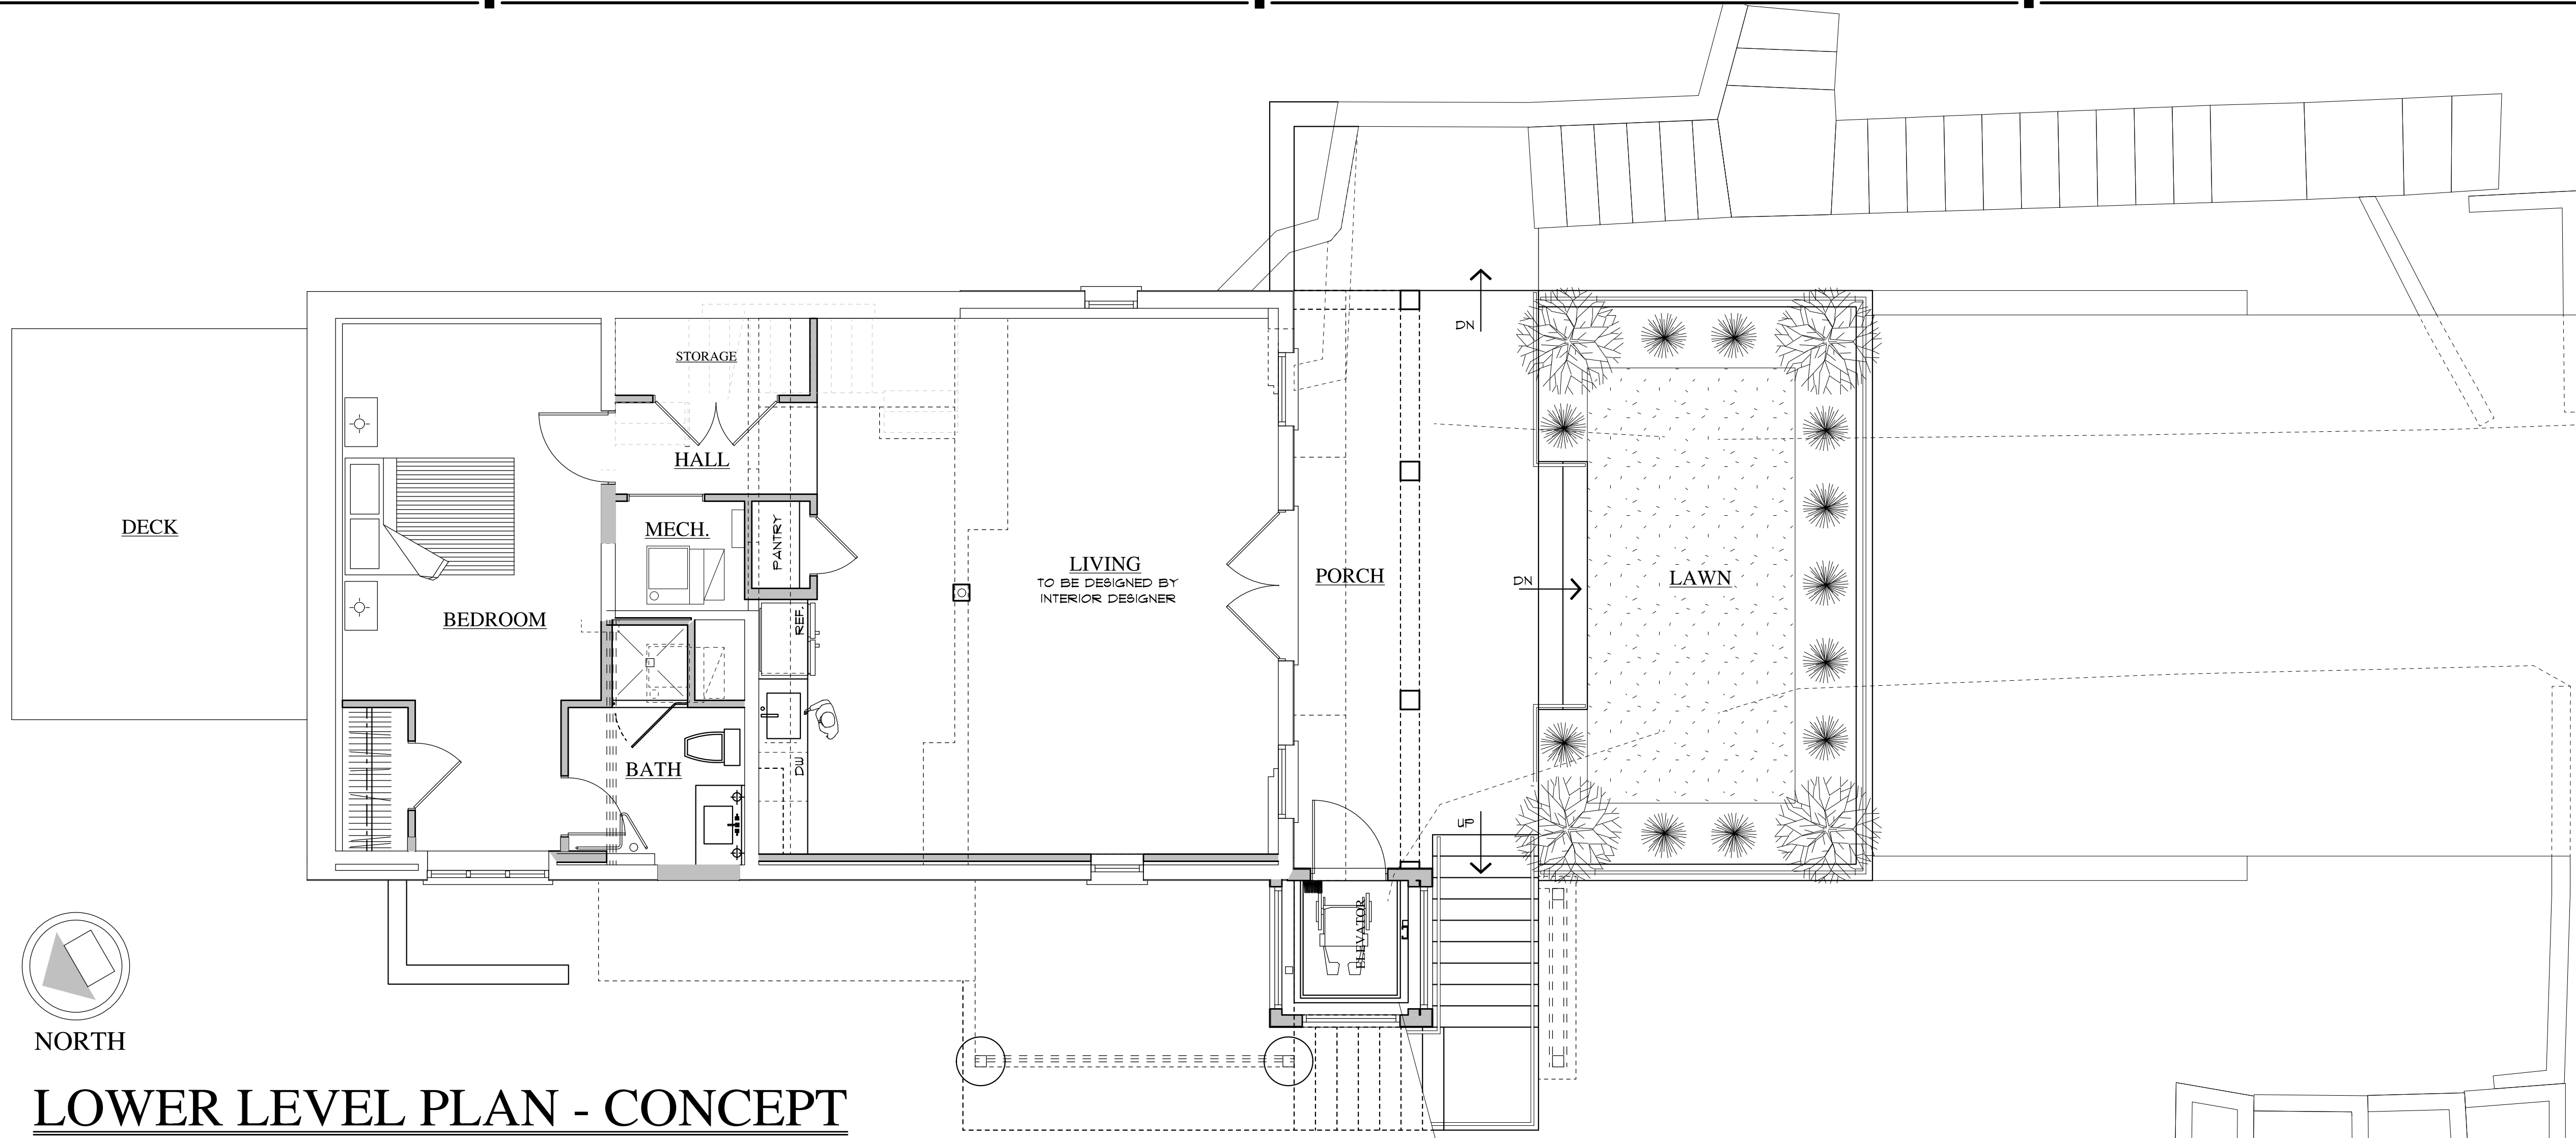 DN
STORAGE
HALL
DECK
MECH.
PANTRY
LIVING
TO BE DESIGNED BY
INTERIOR DESIGNER
PORCH
DN
LAWN
BEDROOM
REF.
BATH
DW
UP
ELEVATOR
NORTH
LOWER LEVEL PLAN - CONCEPT